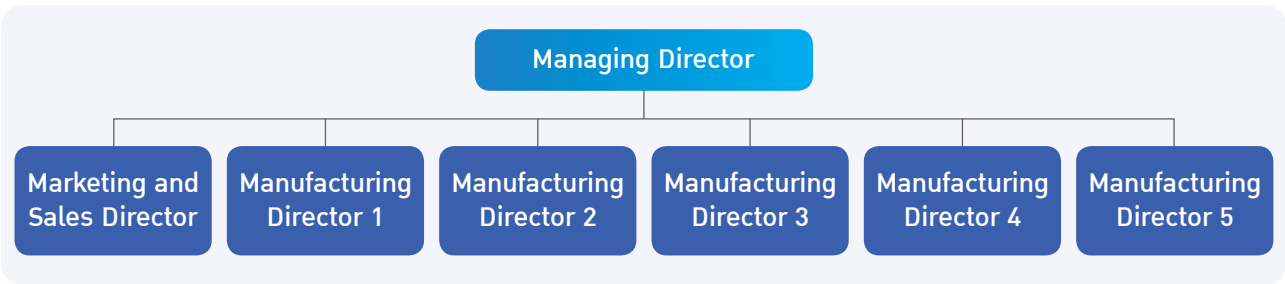 Managing Director
Marketing and
Sales Director
Manufacturing
Director 1
Manufacturing
Director 2
Manufacturing
Director 3
Manufacturing
Director 4
Manufacturing
Director 5